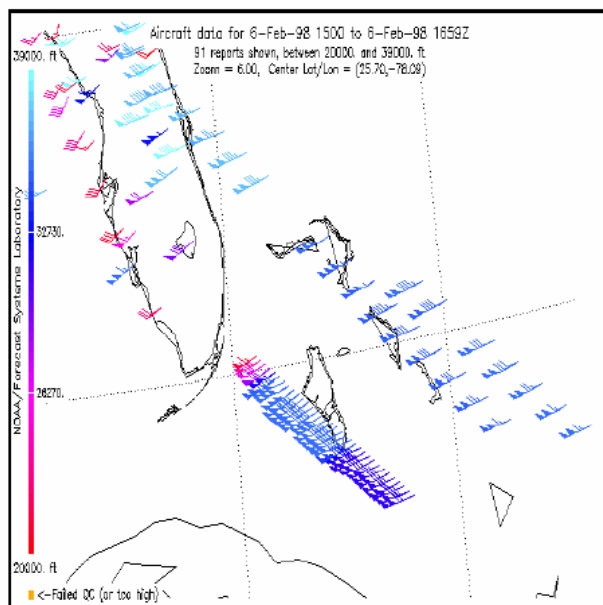 Aircraft data for 6-Feb-98 1500 to 6-Feb-98 1659Z
91 reports shown, between 20000. and 39000. ft
Zoom = 6.00, Center Lat/Lon = (25.70,-78.09)
39000. ft
32730.
26270.
20000. ft
NOAA/Forecast Systems Laboratory
<-Failed QC (or too high)